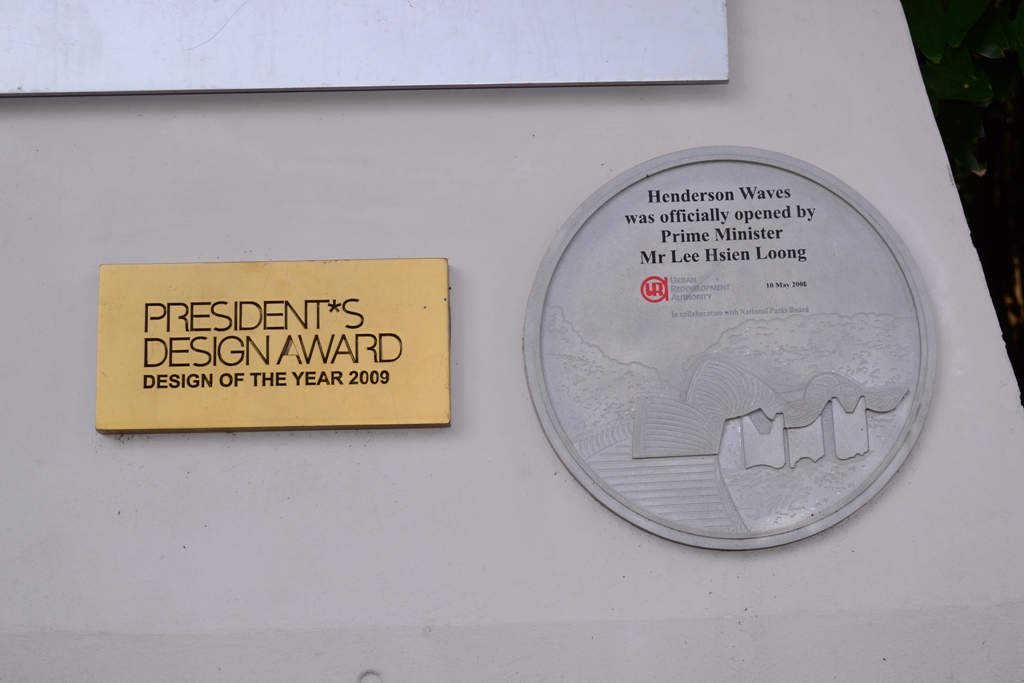 PRESIDENT*S
DESIGN AWARD
DESIGN OF THE YEAR 2009
Henderson Waves
was officially opened by
Prime Minister
Mr Lee Hsien Loong
URBAN
REDEVELOPMENT
AUTHORITY
10 May 2008
In collaboration with National Parks Board